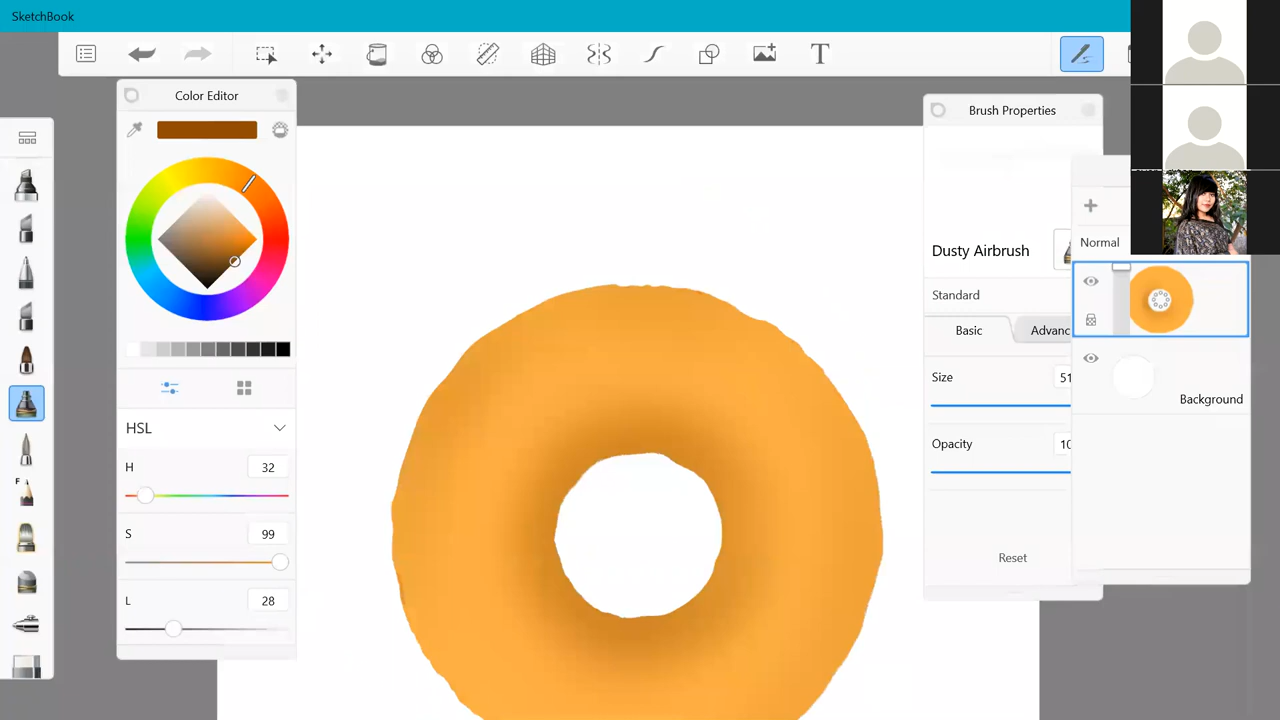 SketchBook
T
Color Editor
HSL
H 32
S 99
L 28
F
Brush Properties
Dusty Airbrush
Standard
Basic
Advanc
Size 51
Opacity 10
Reset
Normal
Background